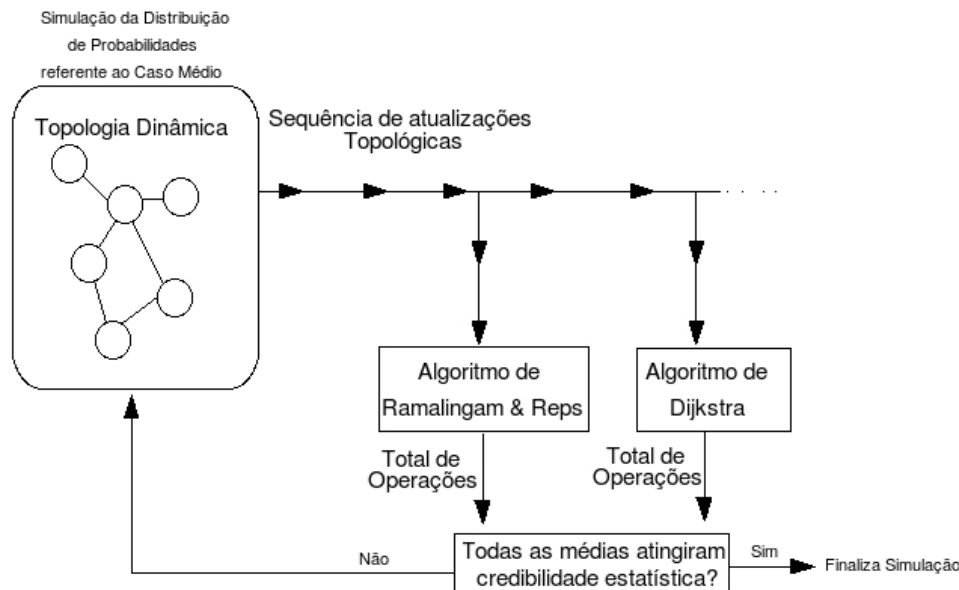 Simulação da Distribuição
de Probabilidades
referente ao Caso Médio
Topologia Dinâmica
Sequência de atualizações
Topológicas
Algoritmo de
Ramalingam & Reps
Algoritmo de
Dijkstra
Total de
Operações
Total de
Operações
Todas as médias atingiram
credibilidade estatística?
Não
Sim
Finaliza Simulação